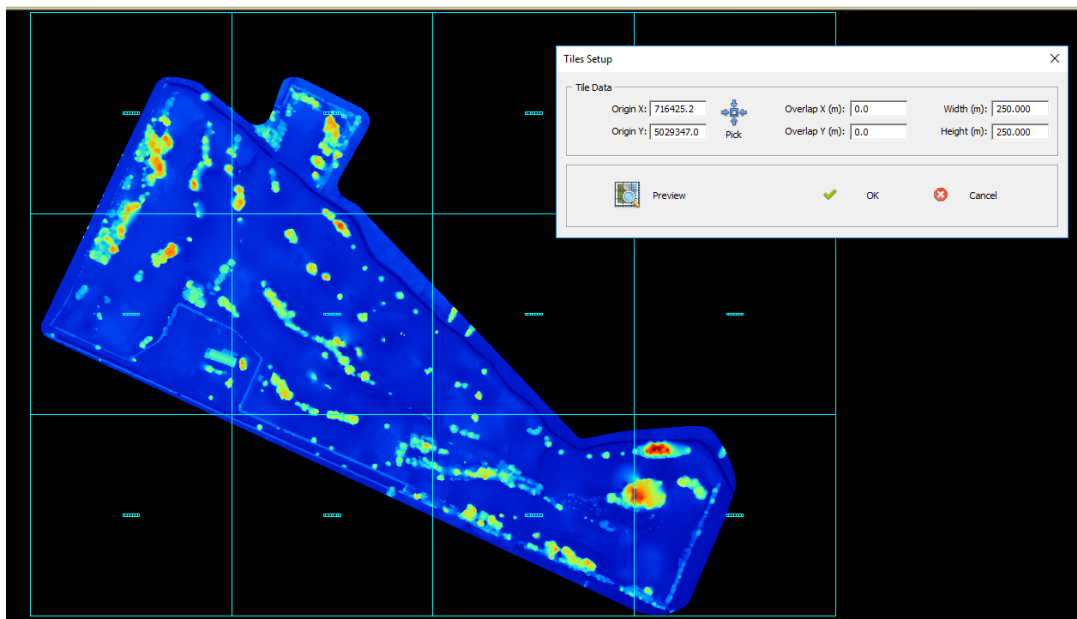 Tiles Setup
Tile Data
Origin X: 716425.2 Overlap X (m): 0.0 Width (m): 250.000
Origin Y: 5029347.0 Pick Overlap Y (m): 0.0 Height (m): 250.000
Preview OK Cancel